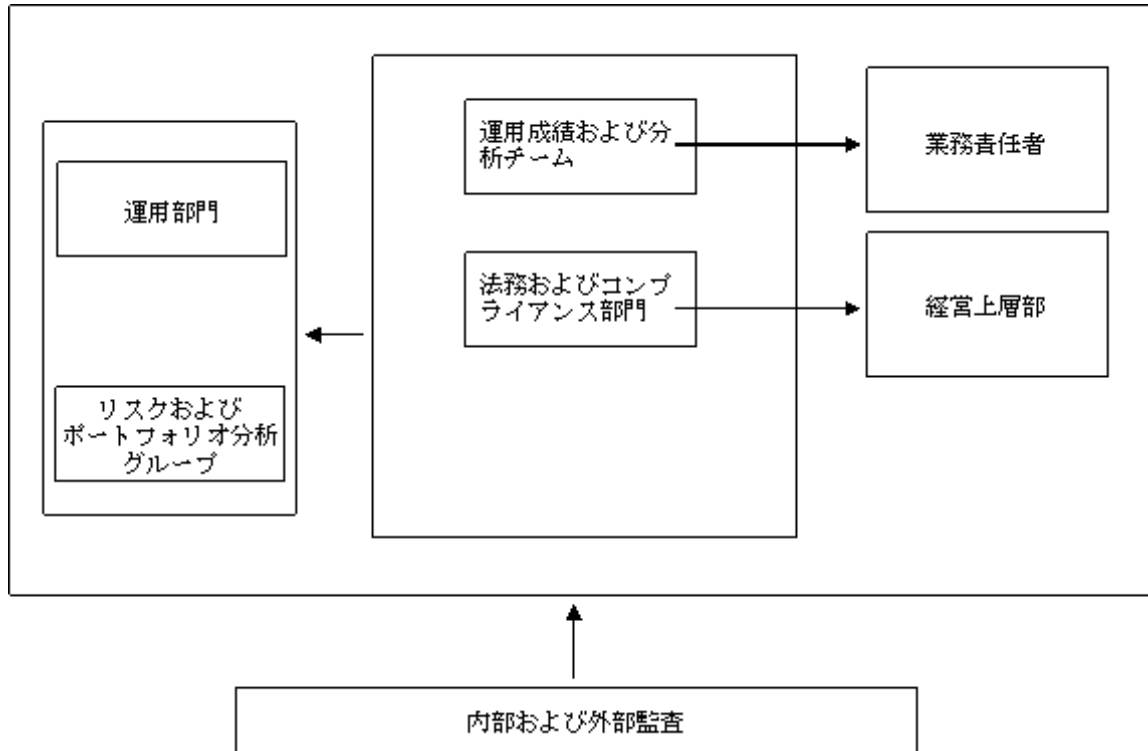 運用成績および分
析チーム
業務責任者
運用部門
法務およびコンプ
ライアンス部門
経営上層部
リスクおよび
ポートフォリオ分析
グループ
内部および外部監査